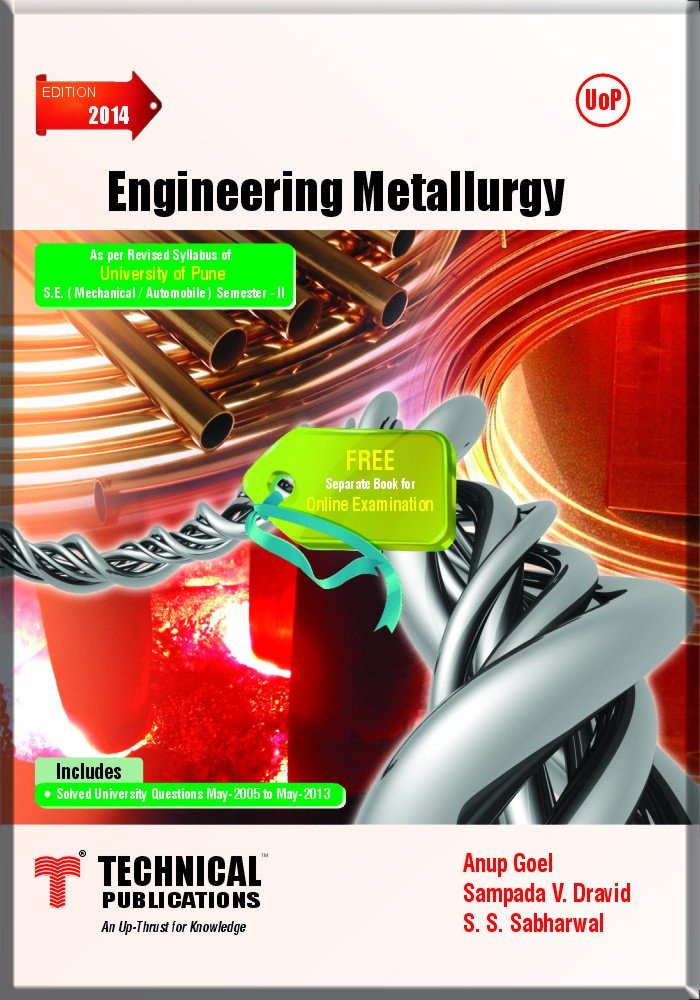 EDITION
2014
UoP
Engineering Metallurgy
As per Revised Syllabus of
University of Pune
S.E. ( Mechanical / Automobile ) Semester - II
FREE
Separate Book for
Online Examination
Includes
• Solved University Questions May-2005 to May-2013
®
TECHNICAL™
PUBLICATIONS
An Up-Thrust for Knowledge
Anup Goel
Sampada V. Dravid
S. S. Sabharwal